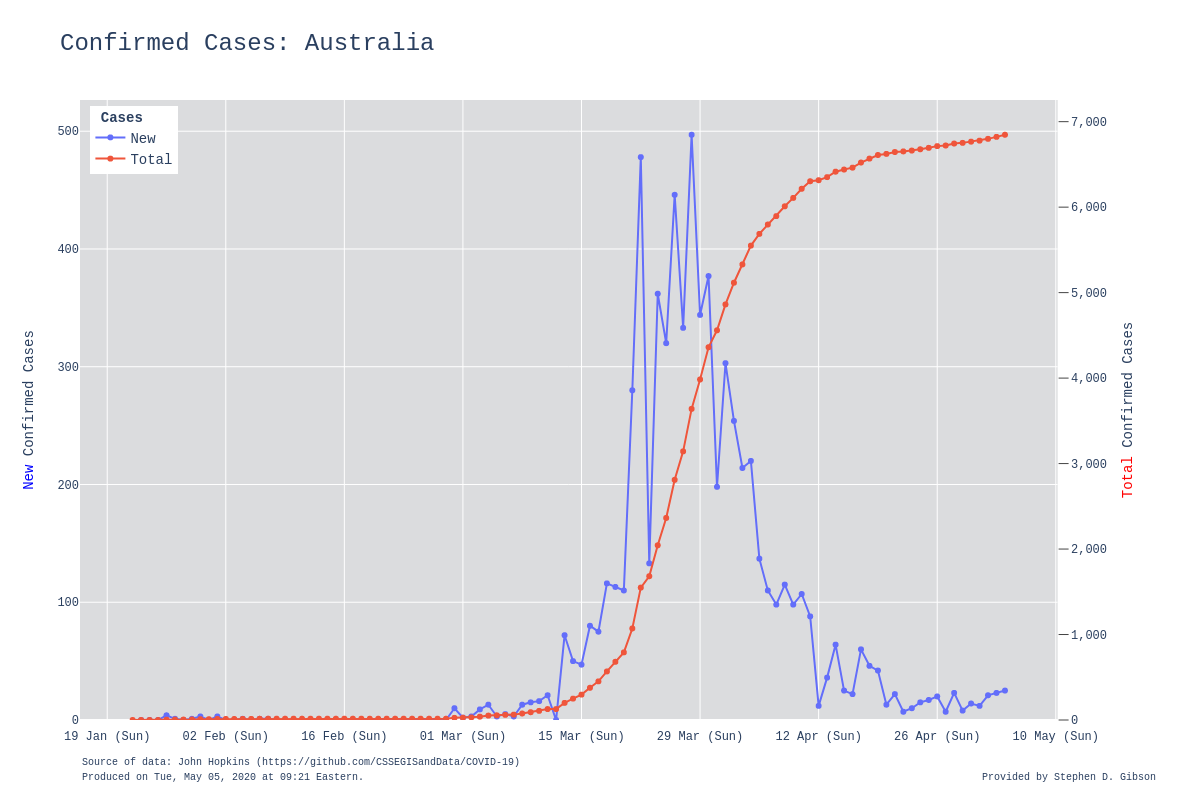 Confirmed Cases: Australia
Cases
New
Total
500
400
300
200
100
0
7,000
6,000
5,000
4,000
3,000
2,000
1,000
0
New Confirmed Cases
Total Confirmed Cases
19 Jan (Sun)
02 Feb (Sun)
16 Feb (Sun)
01 Mar (Sun)
15 Mar (Sun)
29 Mar (Sun)
12 Apr (Sun)
26 Apr (Sun)
10 May (Sun)
Source of data: John Hopkins (https://github.com/CSSEGISandData/COVID-19)
Produced on Tue, May 05, 2020 at 09:21 Eastern.
Provided by Stephen D. Gibson